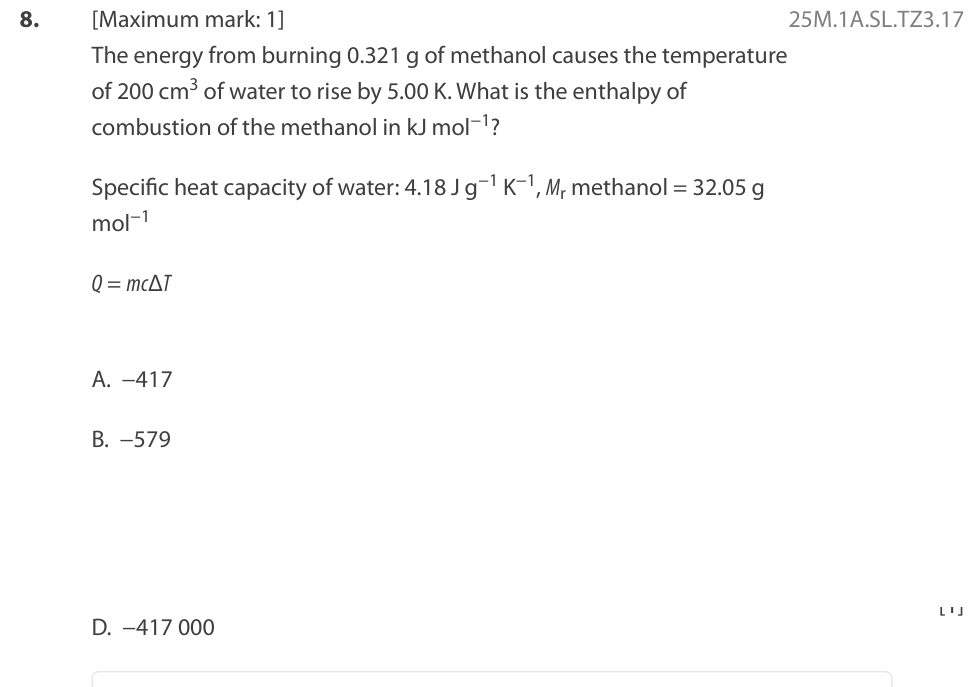 8. [Maximum mark: 1] 25M.1A.SL.TZ3.17
The energy from burning 0.321 g of methanol causes the temperature
of 200 cm³ of water to rise by 5.00 K. What is the enthalpy of
combustion of the methanol in kJ mol⁻¹?
Specific heat capacity of water: 4.18 J g⁻¹ K⁻¹, Mᵣ methanol = 32.05 g
mol⁻¹
Q = mcΔT
A. −417
B. −579
D. −417 000